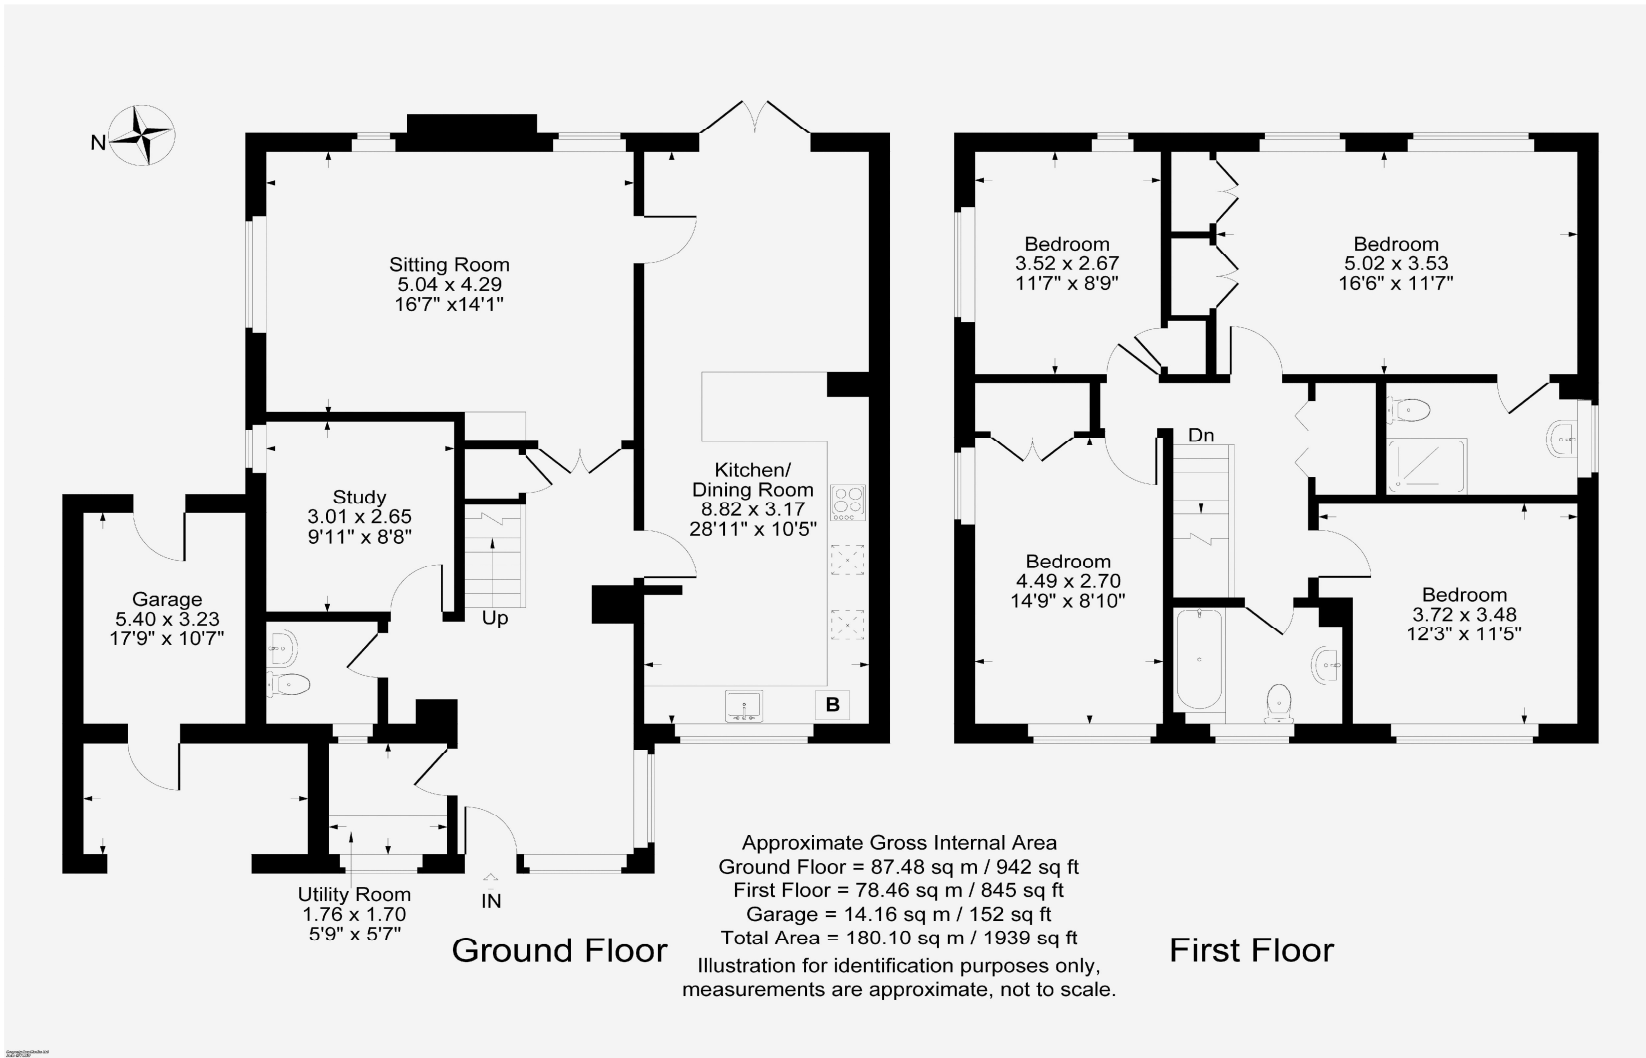 N
Sitting Room
5.04 x 4.29
16'7" x14'1"
Study
3.01 x 2.65
9'11" x 8'8"
Garage
5.40 x 3.23
17'9" x 10'7"
Up
Kitchen/
Dining Room
8.82 x 3.17
28'11" x 10'5"
B
Utility Room
1.76 x 1.70
5'9" x 5'7"
IN
Ground Floor
Bedroom
3.52 x 2.67
11'7" x 8'9"
Bedroom
5.02 x 3.53
16'6" x 11'7"
Dn
Bedroom
4.49 x 2.70
14'9" x 8'10"
Bedroom
3.72 x 3.48
12'3" x 11'5"
First Floor
Approximate Gross Internal Area
Ground Floor = 87.48 sq m / 942 sq ft
First Floor = 78.46 sq m / 845 sq ft
Garage = 14.16 sq m / 152 sq ft
Total Area = 180.10 sq m / 1939 sq ft
Illustration for identification purposes only,
measurements are approximate, not to scale.